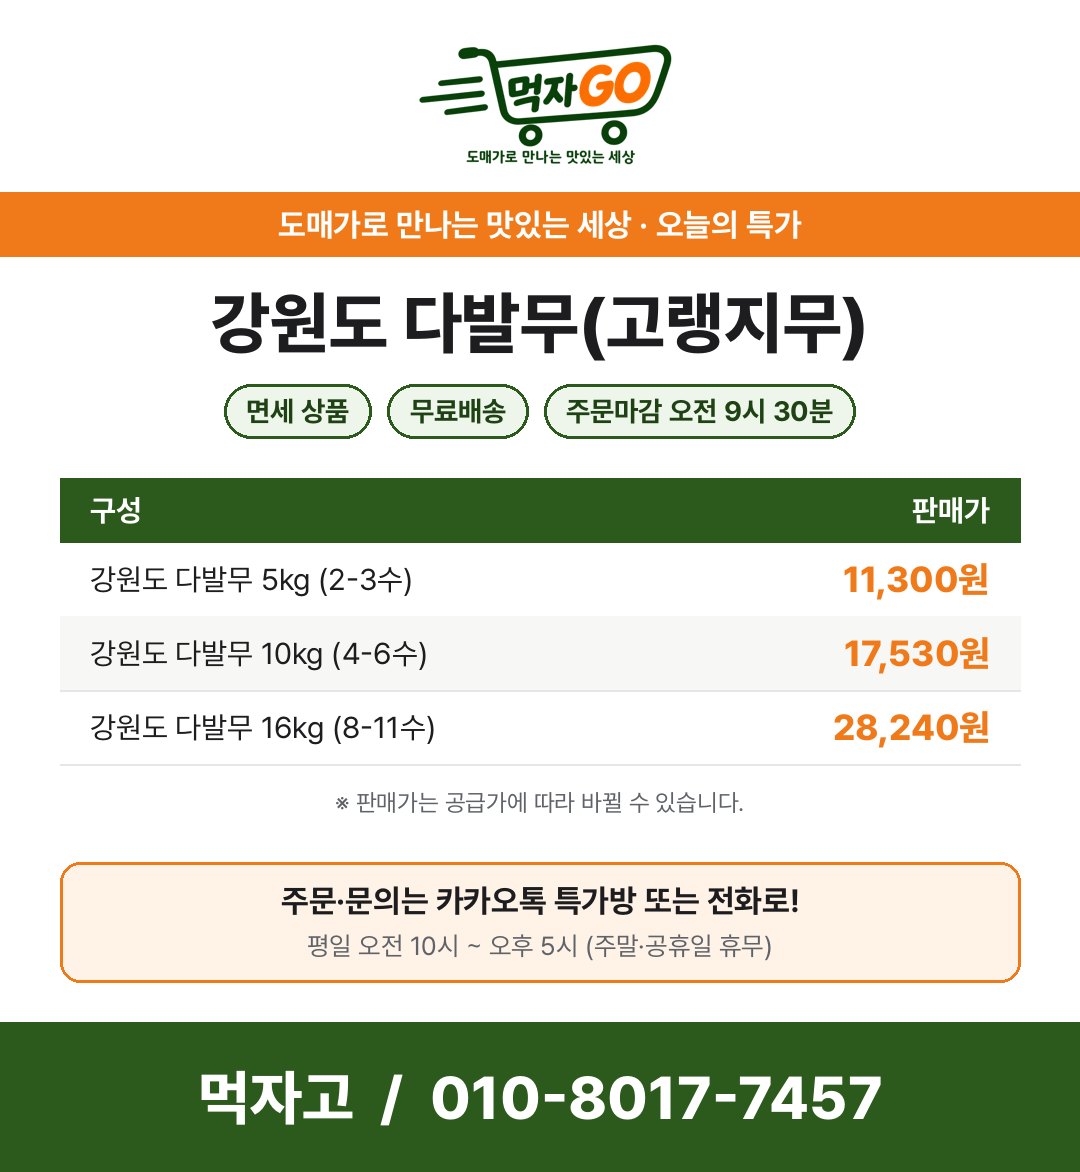 먹자GO
도매가로 만나는 맛있는 세상
도매가로 만나는 맛있는 세상 · 오늘의 특가
강원도 다발무(고랭지무)
면세 상품 무료배송 주문마감 오전 9시 30분
구성 판매가
강원도 다발무 5kg (2-3수) 11,300원
강원도 다발무 10kg (4-6수) 17,530원
강원도 다발무 16kg (8-11수) 28,240원
※ 판매가는 공급가에 따라 바뀔 수 있습니다.
주문·문의는 카카오톡 특가방 또는 전화로!
평일 오전 10시 ~ 오후 5시 (주말·공휴일 휴무)
먹자고 / 010-8017-7457